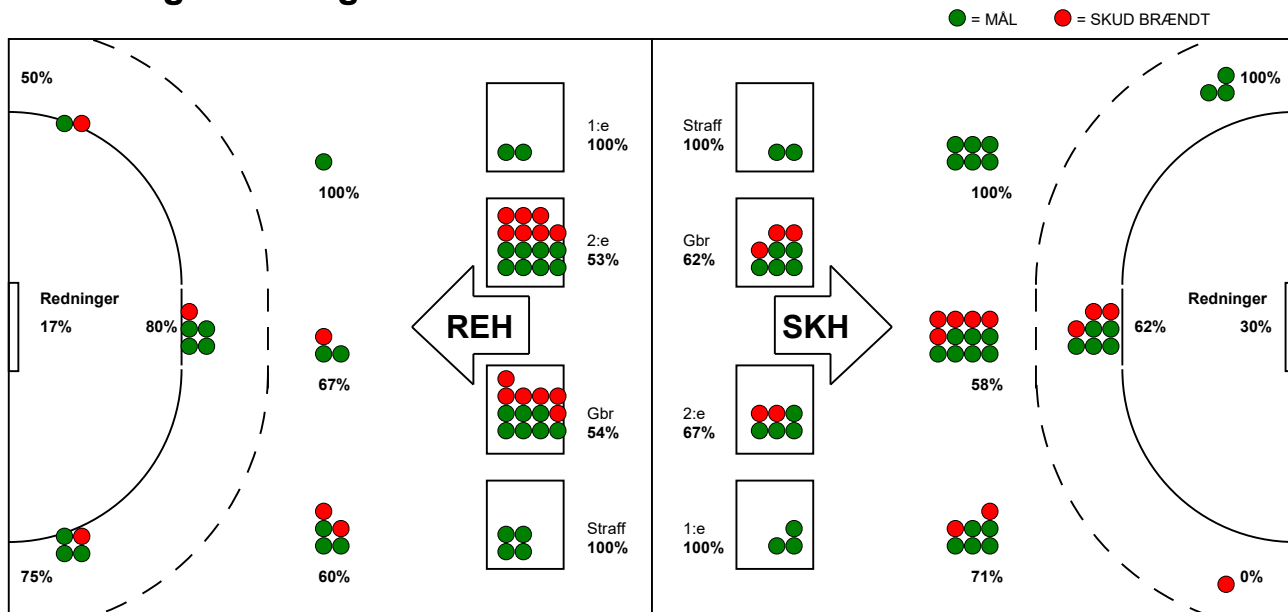 = MÅL = SKUD BRÆNDT
50%
100%
1:e
100%
Straff
100%
100%
100%
2:e
53%
Gbr
62%
Redninger
17%
80%
REH
SKH
62%
Redninger
30%
67%
58%
Gbr
54%
2:e
67%
75%
60%
Straff
100%
1:e
100%
71%
0%